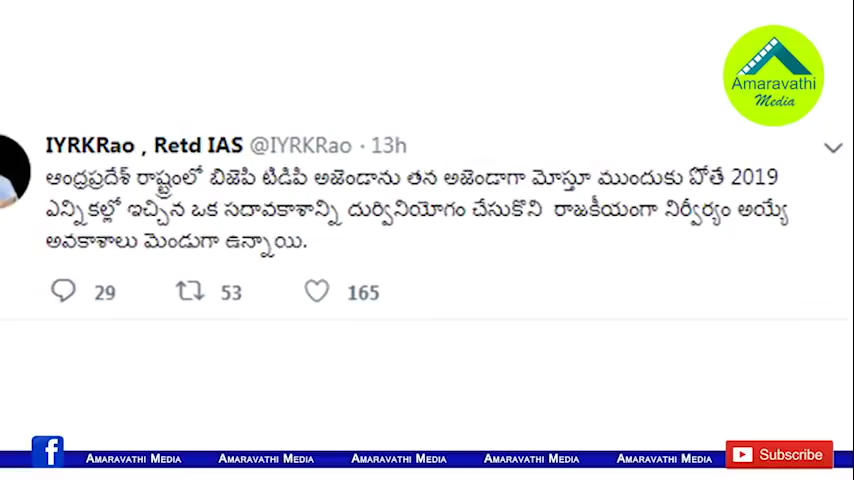 Amaravathi
Media
IYRKRao , Retd IAS @IYRKRao · 13h
ఆంధ్రప్రదేశ్ రాష్ట్రంలో బిజెపి టిడిపి అజెండాను తన అజెండాగా మోస్తూ ముందుకు పోతే 2019
ఎన్నికల్లో ఇచ్చిన ఒక సదావకాశాన్ని దుర్వినియోగం చేసుకొని రాజకీయంగా నిర్వీర్యం అయ్యే
అవకాశాలు మెండుగా ఉన్నాయి.
29 53 165
f AMARAVATHI MEDIA AMARAVATHI MEDIA AMARAVATHI MEDIA AMARAVATHI MEDIA AMARAVATHI MEDIA Subscribe